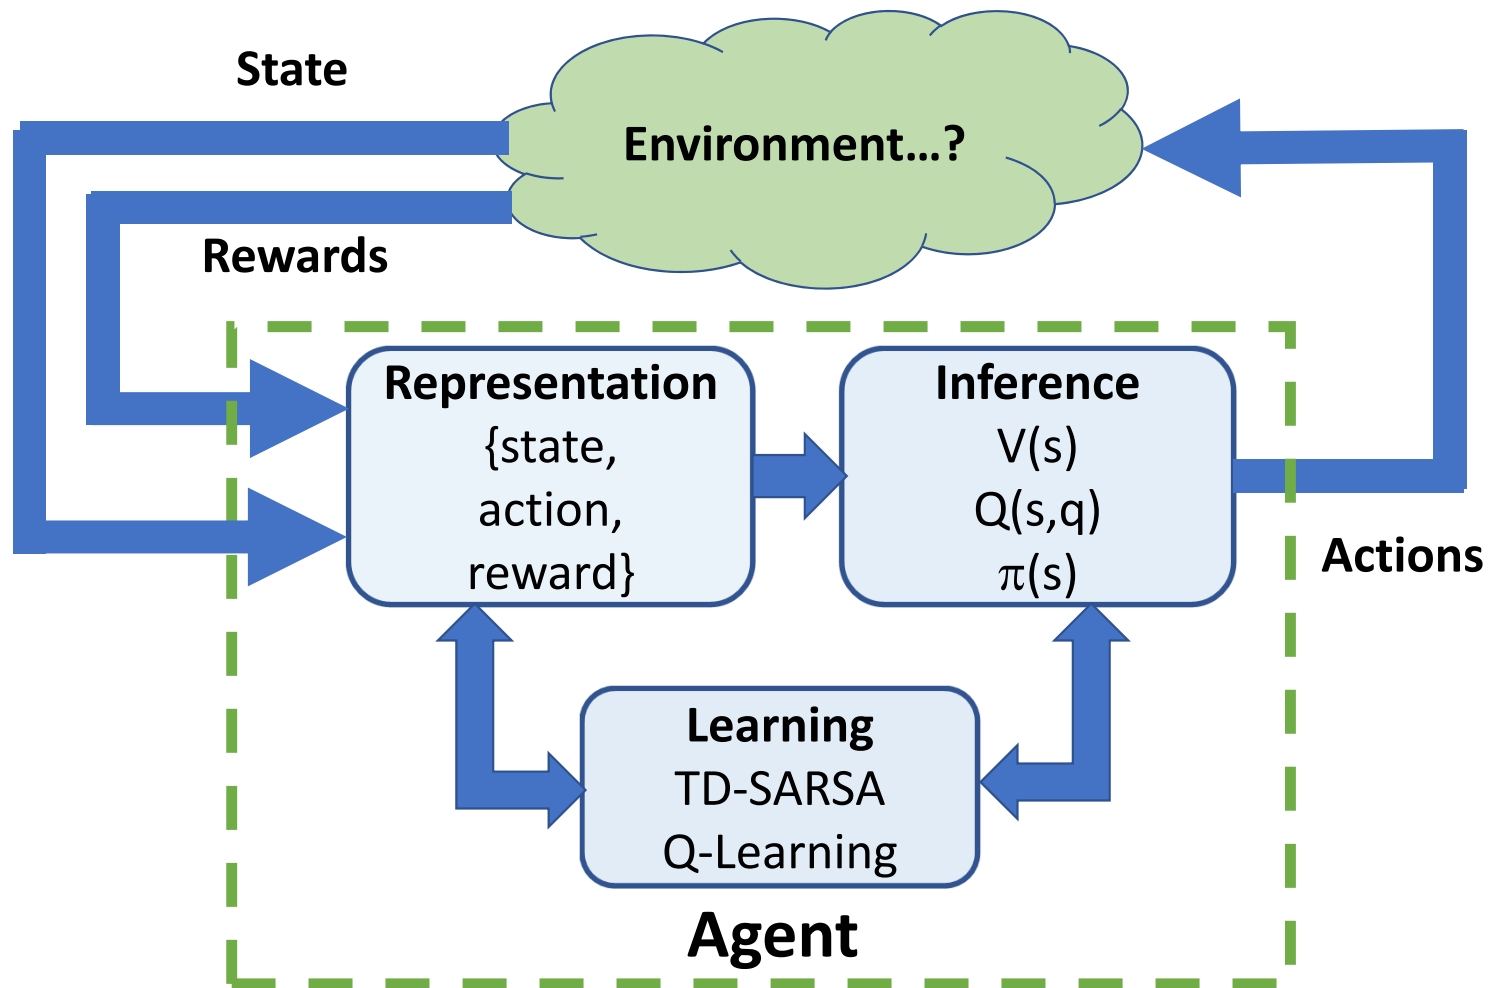 State
Environment...?
Rewards
Representation
{state,
action,
reward}
Inference
V(s)
Q(s,q)
π(s)
Actions
Learning
TD-SARSA
Q-Learning
Agent